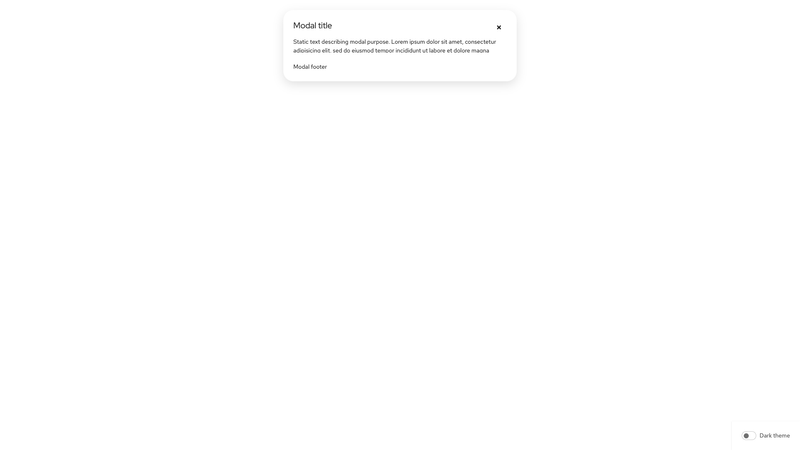 Modal title
Static text describing modal purpose. Lorem ipsum dolor sit amet, consectetur
adipisicing elit, sed do eiusmod tempor incididunt ut labore et dolore magna
Modal footer
Dark theme